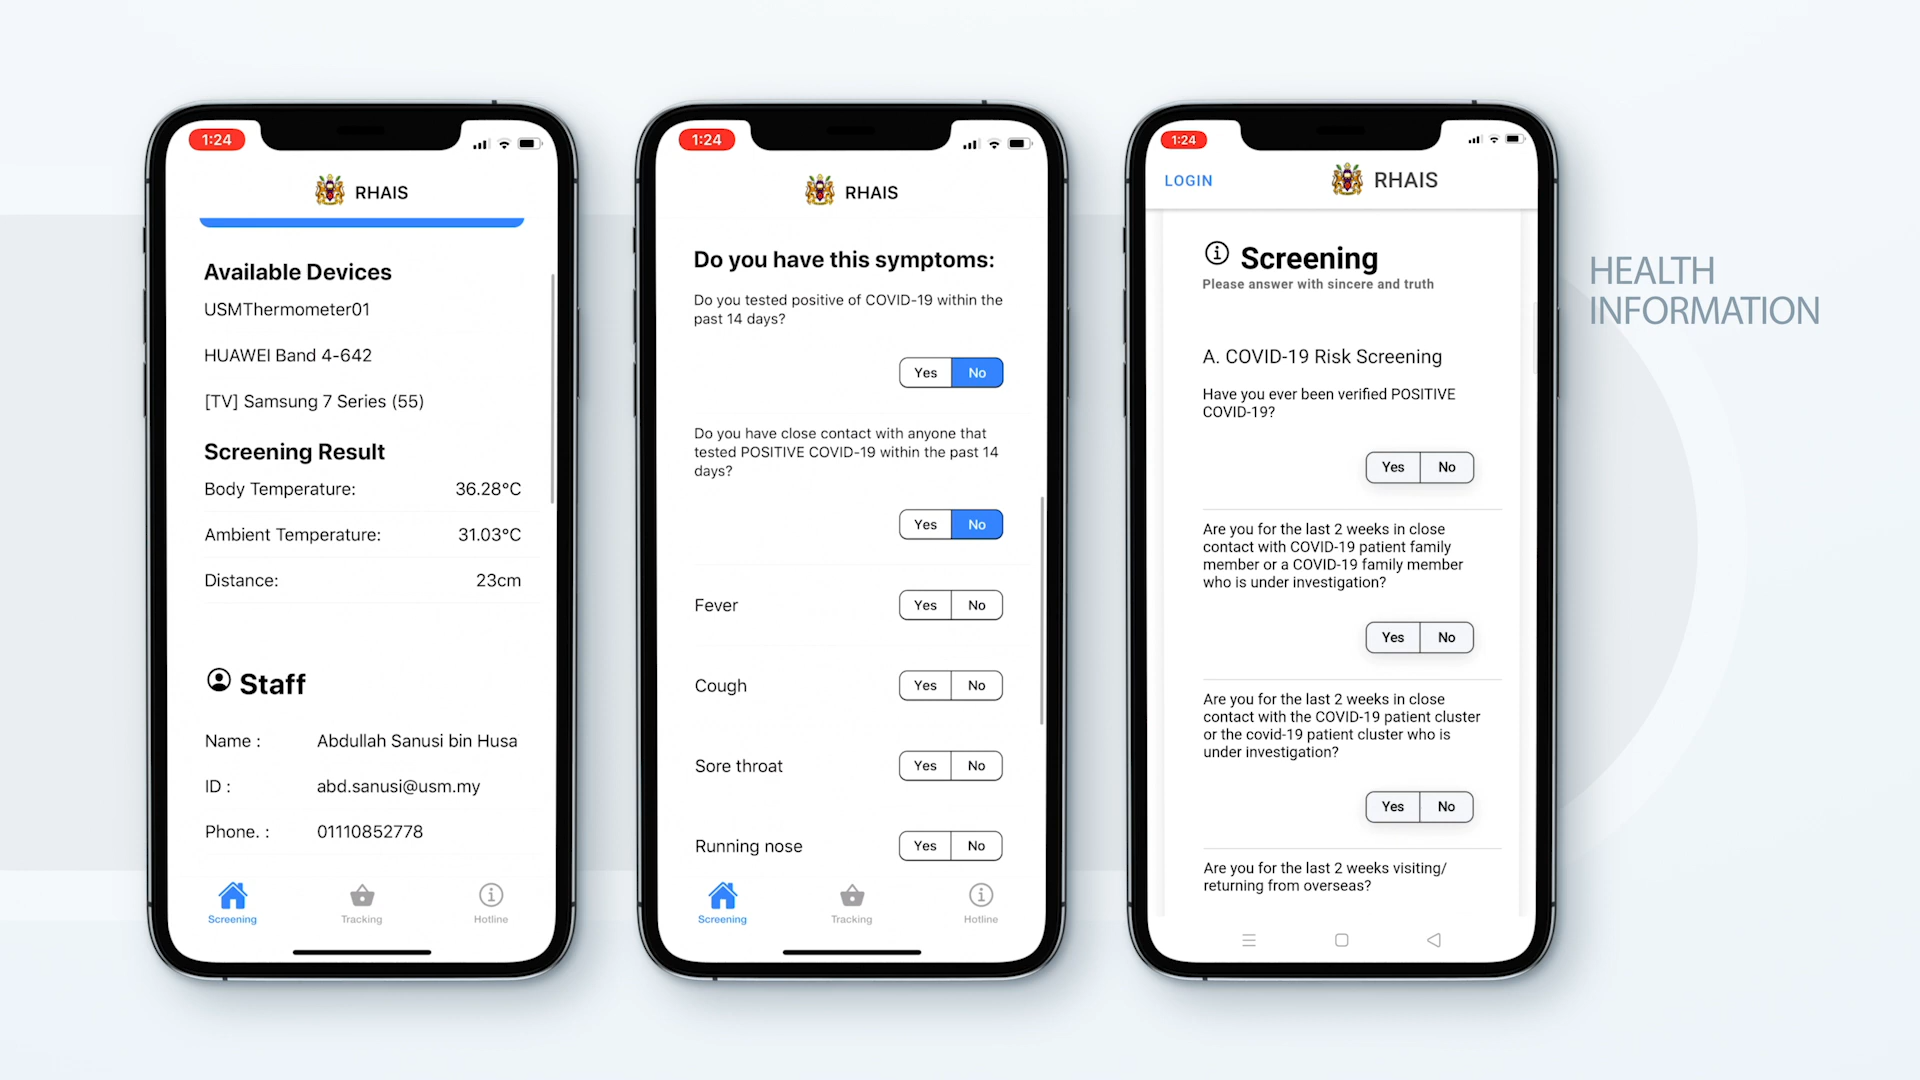 1:24
RHAIS
Available Devices
USMThermometer01
HUAWEI Band 4-642
[TV] Samsung 7 Series (55)
Screening Result
Body Temperature: 36.28°C
Ambient Temperature: 31.03°C
Distance: 23cm
Staff
Name : Abdullah Sanusi bin Husa
ID : abd.sanusi@usm.my
Phone. : 01110852778
Screening Tracking Hotline
1:24
RHAIS
Do you have this symptoms:
Do you tested positive of COVID-19 within the
past 14 days?
Yes No
Do you have close contact with anyone that
tested POSITIVE COVID-19 within the past 14
days?
Yes No
Fever Yes No
Cough Yes No
Sore throat Yes No
Running nose Yes No
Screening Tracking Hotline
1:24
LOGIN RHAIS
Screening
Please answer with sincere and truth
A. COVID-19 Risk Screening
Have you ever been verified POSITIVE
COVID-19?
Yes No
Are you for the last 2 weeks in close
contact with COVID-19 patient family
member or a COVID-19 family member
who is under investigation?
Yes No
Are you for the last 2 weeks in close
contact with the COVID-19 patient cluster
or the covid-19 patient cluster who is
under investigation?
Yes No
Are you for the last 2 weeks visiting/
returning from overseas?
HEALTH
INFORMATION